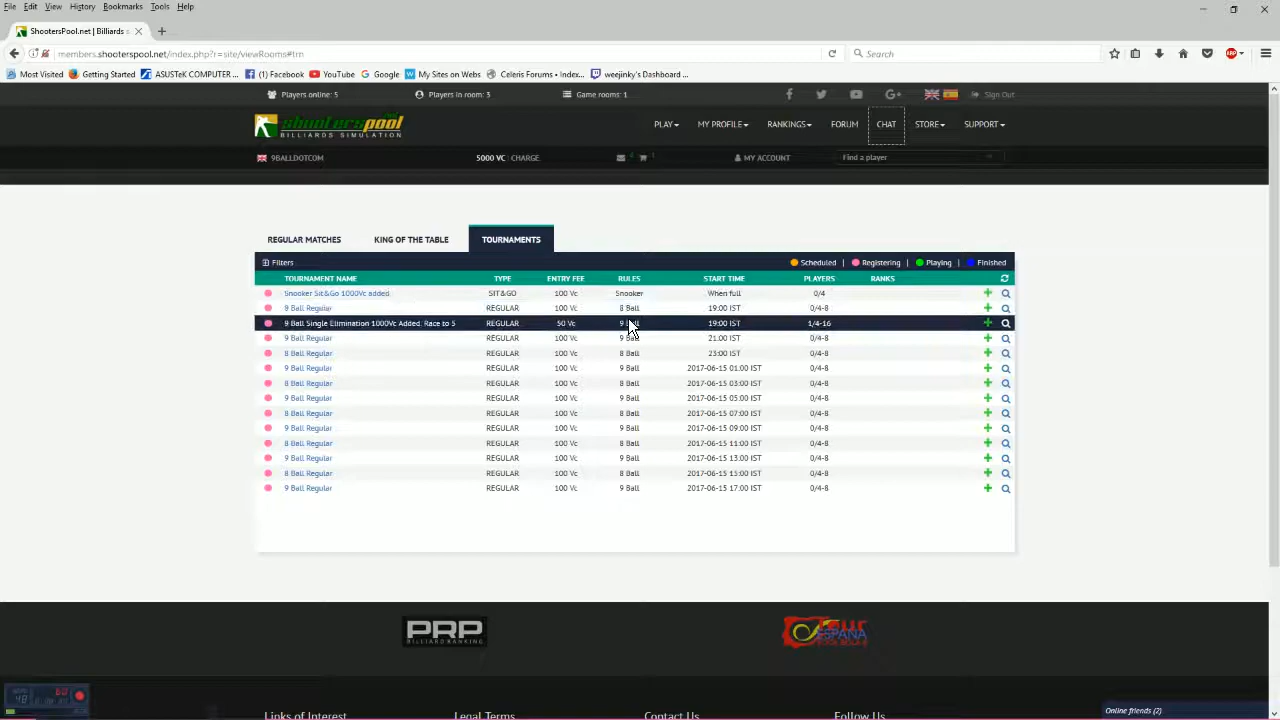 File Edit View History Bookmarks Tools Help
ShootersPool.net | Billiards s
members.shooterspool.net/index.php?r=site/viewRooms#trn
Search
Most Visited Getting Started ASUSTeK COMPUTER ... (1) Facebook YouTube Google My Sites on Webs Celeris Forums • Index... weejinky's Dashboard ...
Players online: 5 Players in room: 3 Game rooms: 1 Sign Out
shooterspool
BILLIARDS SIMULATION
PLAY MY PROFILE RANKINGS FORUM CHAT STORE SUPPORT
9BALLDOTCOM 5000 VC | CHARGE MY ACCOUNT Find a player
REGULAR MATCHES KING OF THE TABLE TOURNAMENTS
Filters Scheduled | Registering | Playing | Finished
TOURNAMENT NAME TYPE ENTRY FEE RULES START TIME PLAYERS RANKS
Snooker Sit&Go 1000Vc added. SIT&GO 100 Vc Snooker When full 0/4
9 Ball Regular REGULAR 100 Vc 8 Ball 19:00 IST 0/4-8
9 Ball Single Elimination 1000Vc Added. Race to 5 REGULAR 50 Vc 9 Ball 19:00 IST 1/4-16
9 Ball Regular REGULAR 100 Vc 9 Ball 21:00 IST 0/4-8
8 Ball Regular REGULAR 100 Vc 8 Ball 23:00 IST 0/4-8
9 Ball Regular REGULAR 100 Vc 9 Ball 2017-06-15 01:00 IST 0/4-8
8 Ball Regular REGULAR 100 Vc 8 Ball 2017-06-15 03:00 IST 0/4-8
9 Ball Regular REGULAR 100 Vc 9 Ball 2017-06-15 05:00 IST 0/4-8
8 Ball Regular REGULAR 100 Vc 8 Ball 2017-06-15 07:00 IST 0/4-8
9 Ball Regular REGULAR 100 Vc 9 Ball 2017-06-15 09:00 IST 0/4-8
8 Ball Regular REGULAR 100 Vc 8 Ball 2017-06-15 11:00 IST 0/4-8
9 Ball Regular REGULAR 100 Vc 9 Ball 2017-06-15 13:00 IST 0/4-8
8 Ball Regular REGULAR 100 Vc 8 Ball 2017-06-15 15:00 IST 0/4-8
9 Ball Regular REGULAR 100 Vc 9 Ball 2017-06-15 17:00 IST 0/4-8
PRP
BILLIARD RANKING
ESPAÑA
Links of Interest Legal Terms Contact Us Follow Us
Online friends (2)